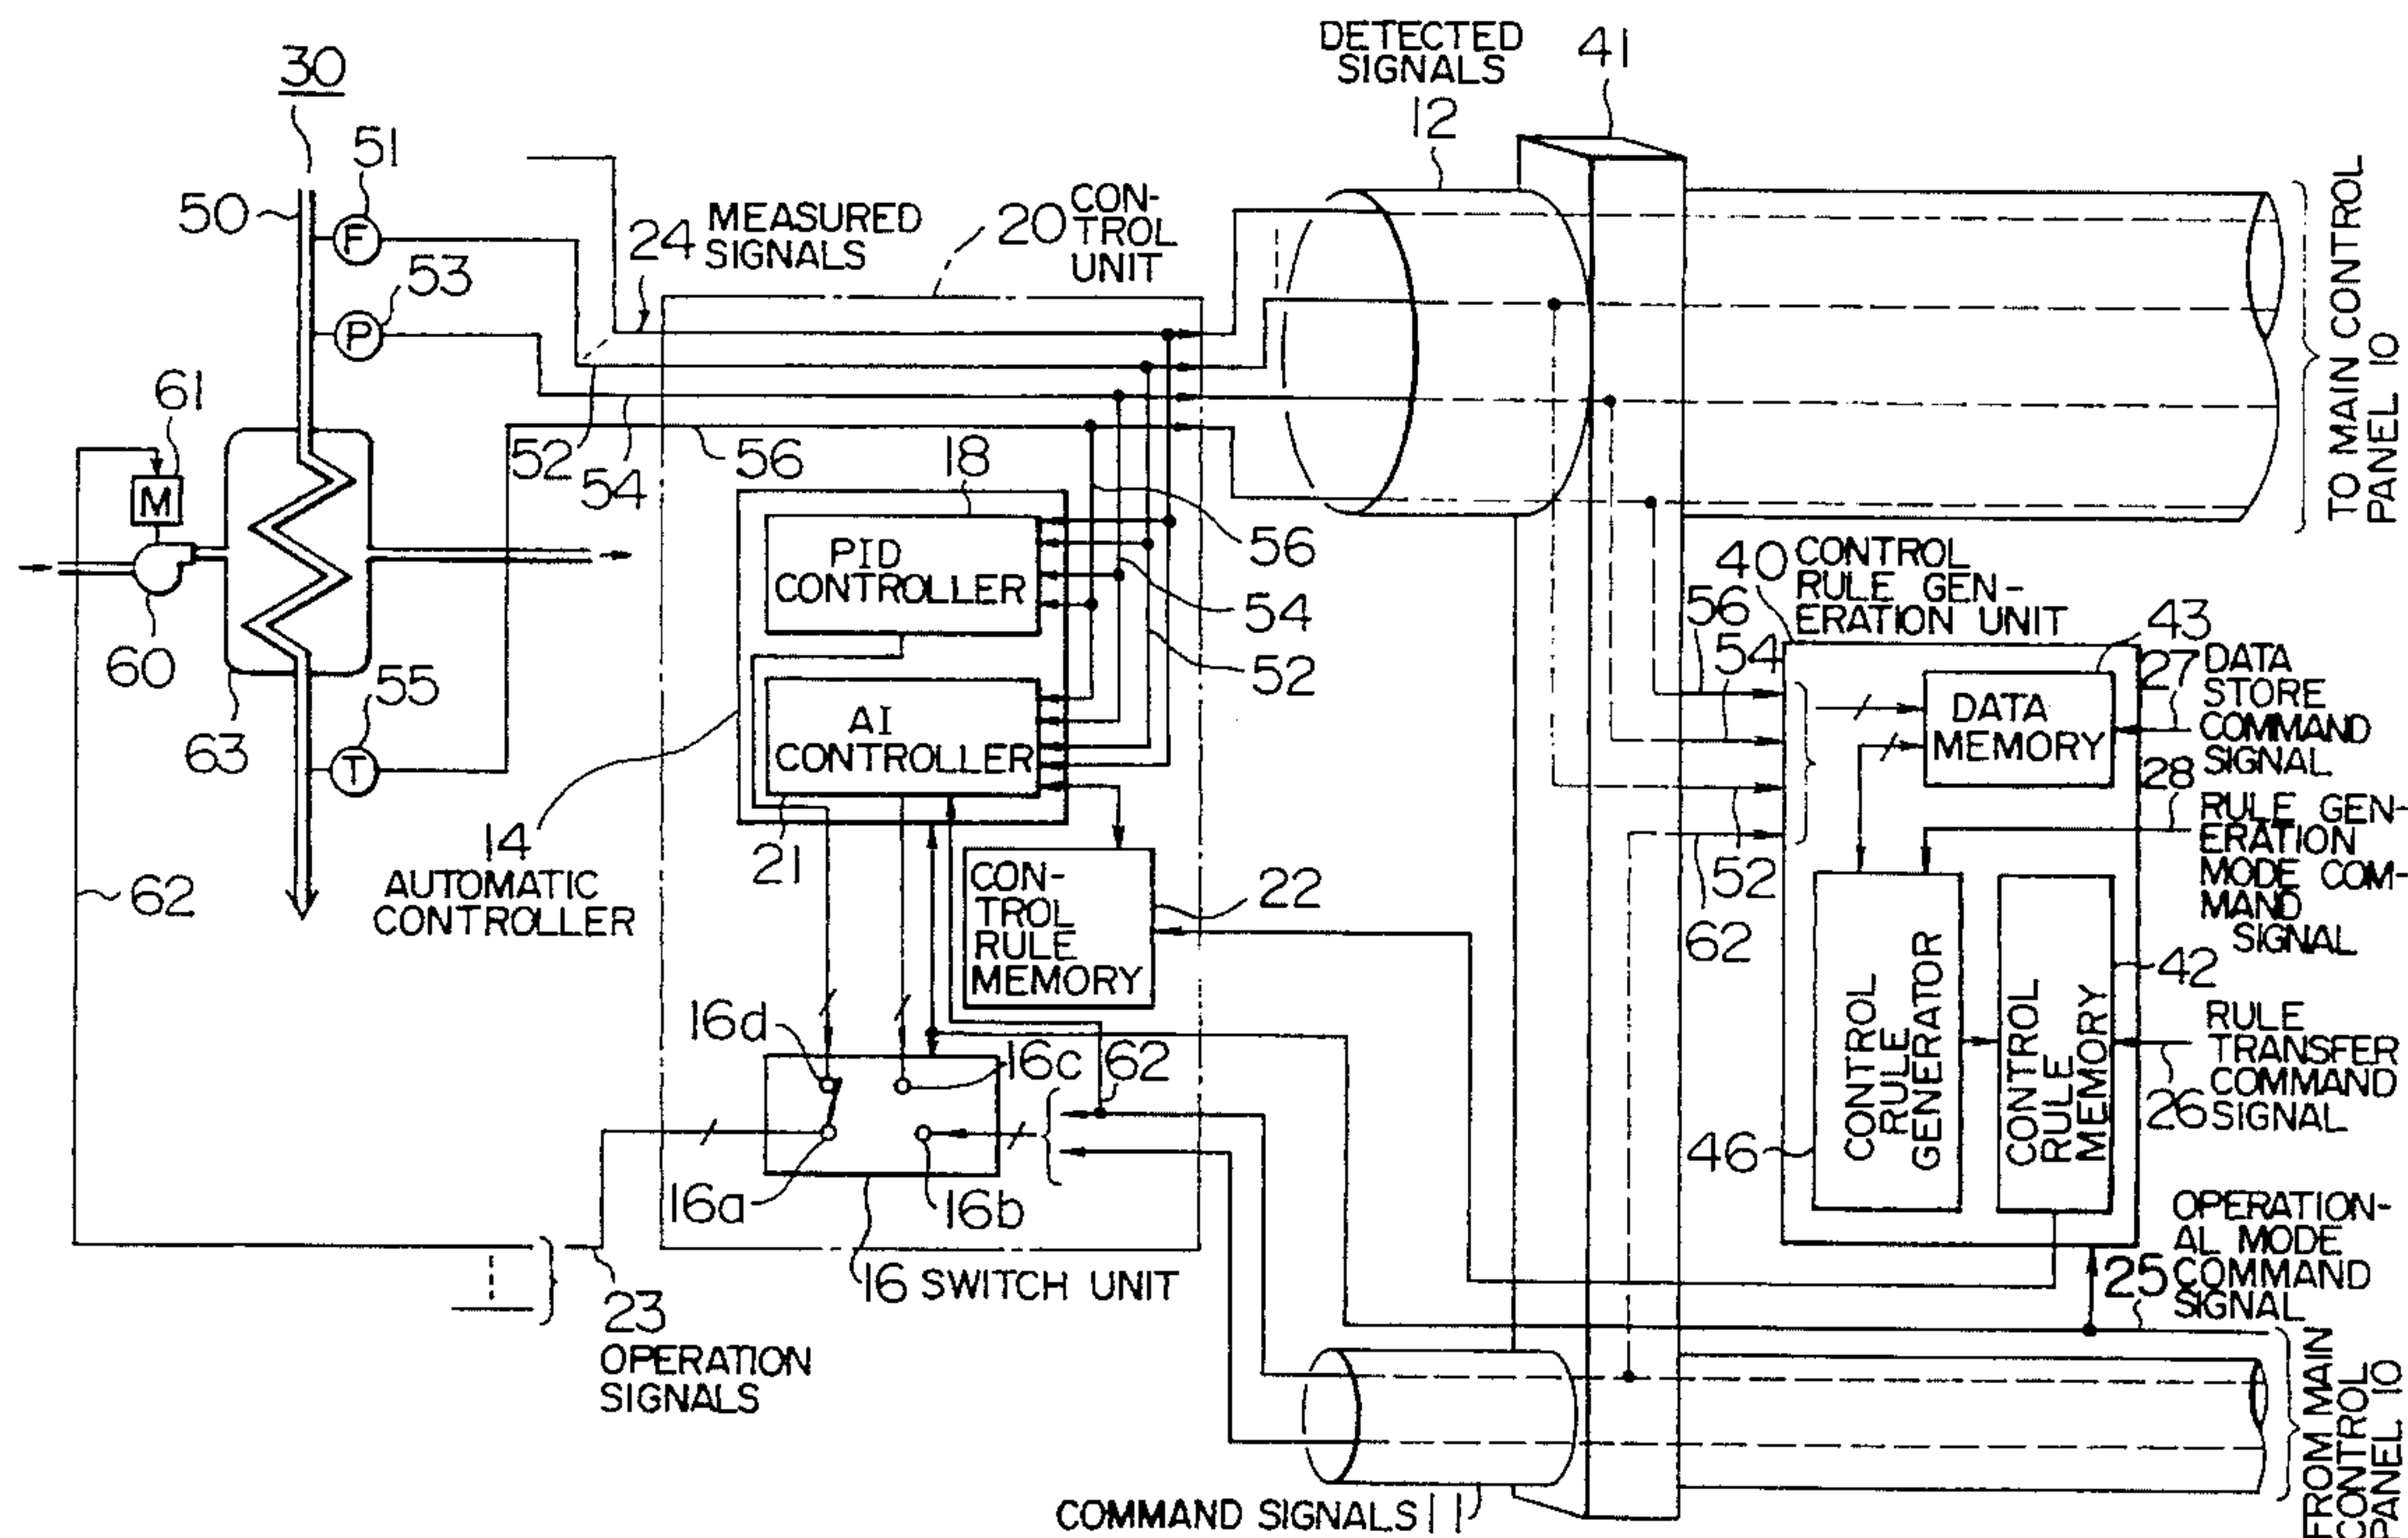 30
51
50
F
53
P
61
M
60
63
55
T
62
52
54
56
24 MEASURED
SIGNALS
20 CON-
TROL
UNIT
DETECTED
SIGNALS
12
41
TO MAIN CONTROL
PANEL 10
18
PID
CONTROLLER
AI
CONTROLLER
56
54
52
14
AUTOMATIC
CONTROLLER
21
CON-
TROL
RULE
MEMORY
22
16d
16c
62
16a
16b
16 SWITCH UNIT
23
OPERATION
SIGNALS
40 CONTROL
RULE GEN-
ERATION UNIT
56
54
52
62
43
DATA
MEMORY
27 DATA
STORE
COMMAND
SIGNAL
28
RULE GEN-
ERATION
MODE COM-
MAND
SIGNAL
CONTROL
RULE
GENERATOR
46
CONTROL
RULE
MEMORY
42
RULE
TRANSFER
COMMAND
26 SIGNAL
OPERATION-
AL MODE
25 COMMAND
SIGNAL
FROM MAIN
CONTROL
PANEL 10
COMMAND SIGNALS 11